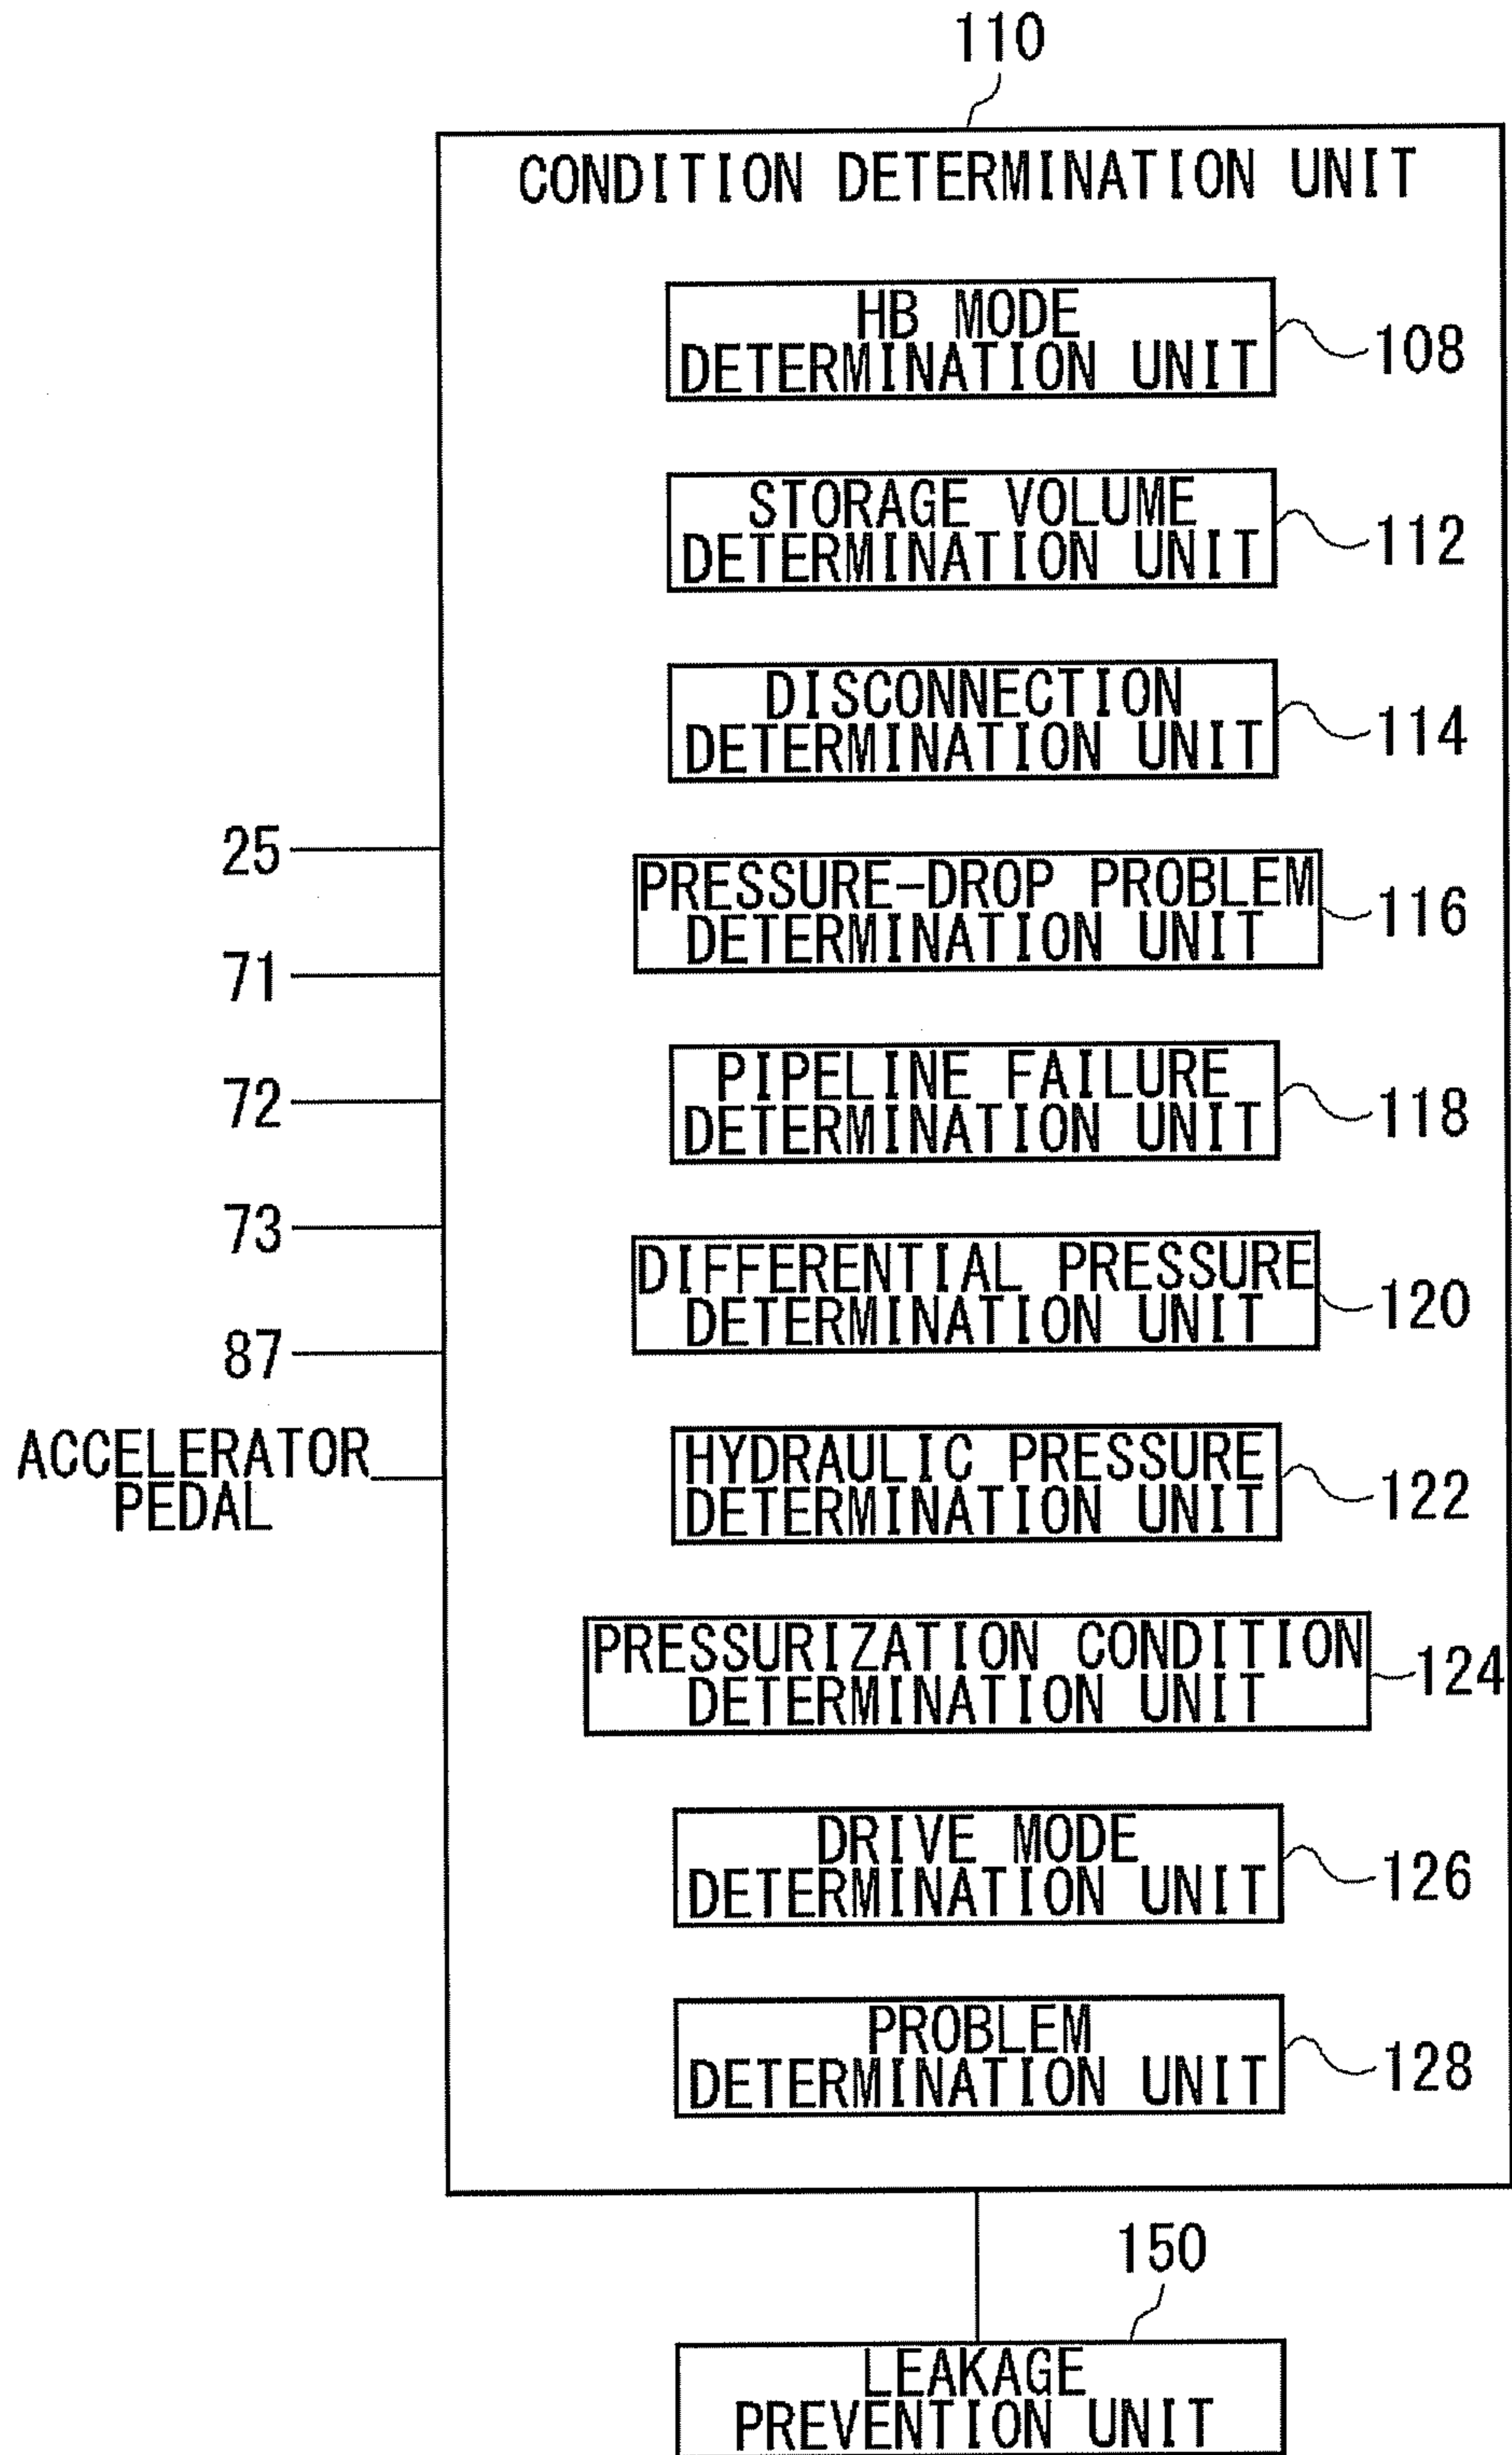 110
CONDITION DETERMINATION UNIT
HB MODE
DETERMINATION UNIT
108
STORAGE VOLUME
DETERMINATION UNIT
112
DISCONNECTION
DETERMINATION UNIT
114
25
PRESSURE-DROP PROBLEM
DETERMINATION UNIT
116
71
PIPELINE FAILURE
DETERMINATION UNIT
118
72
73
DIFFERENTIAL PRESSURE
DETERMINATION UNIT
120
87
ACCELERATOR
PEDAL
HYDRAULIC PRESSURE
DETERMINATION UNIT
122
PRESSURIZATION CONDITION
DETERMINATION UNIT
124
DRIVE MODE
DETERMINATION UNIT
126
PROBLEM
DETERMINATION UNIT
128
150
LEAKAGE
PREVENTION UNIT